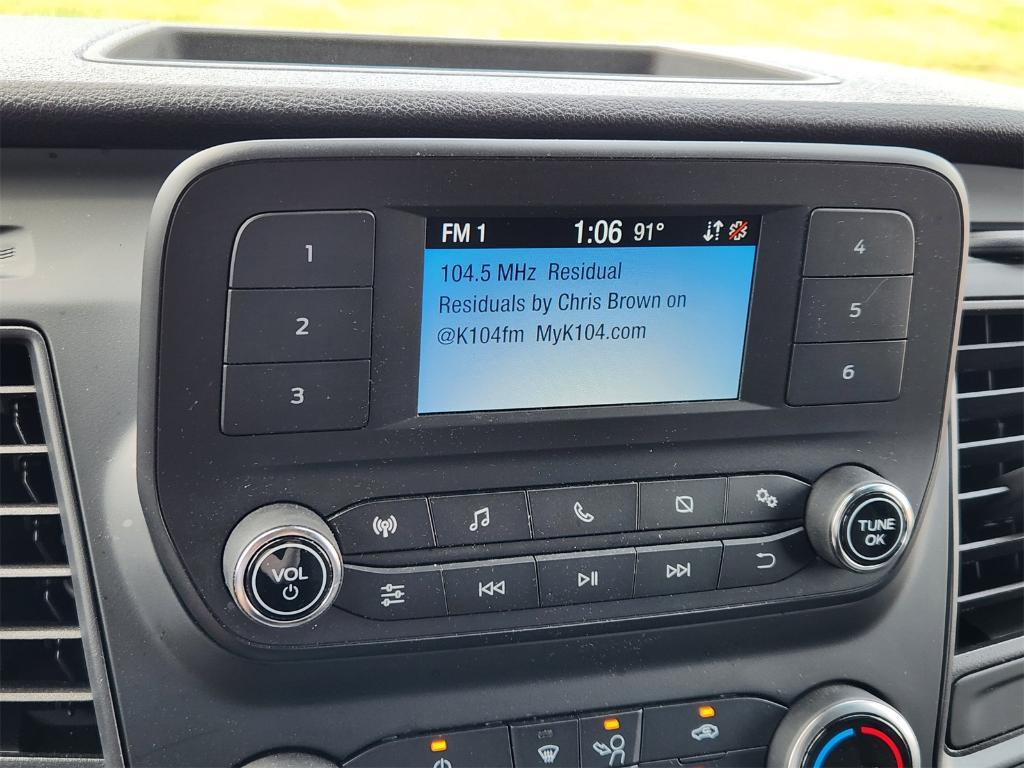 FM 1 1:06 91°
104.5 MHz Residual
Residuals by Chris Brown on
@K104fm MyK104.com
1
2
3
4
5
6
VOL
TUNE
OK